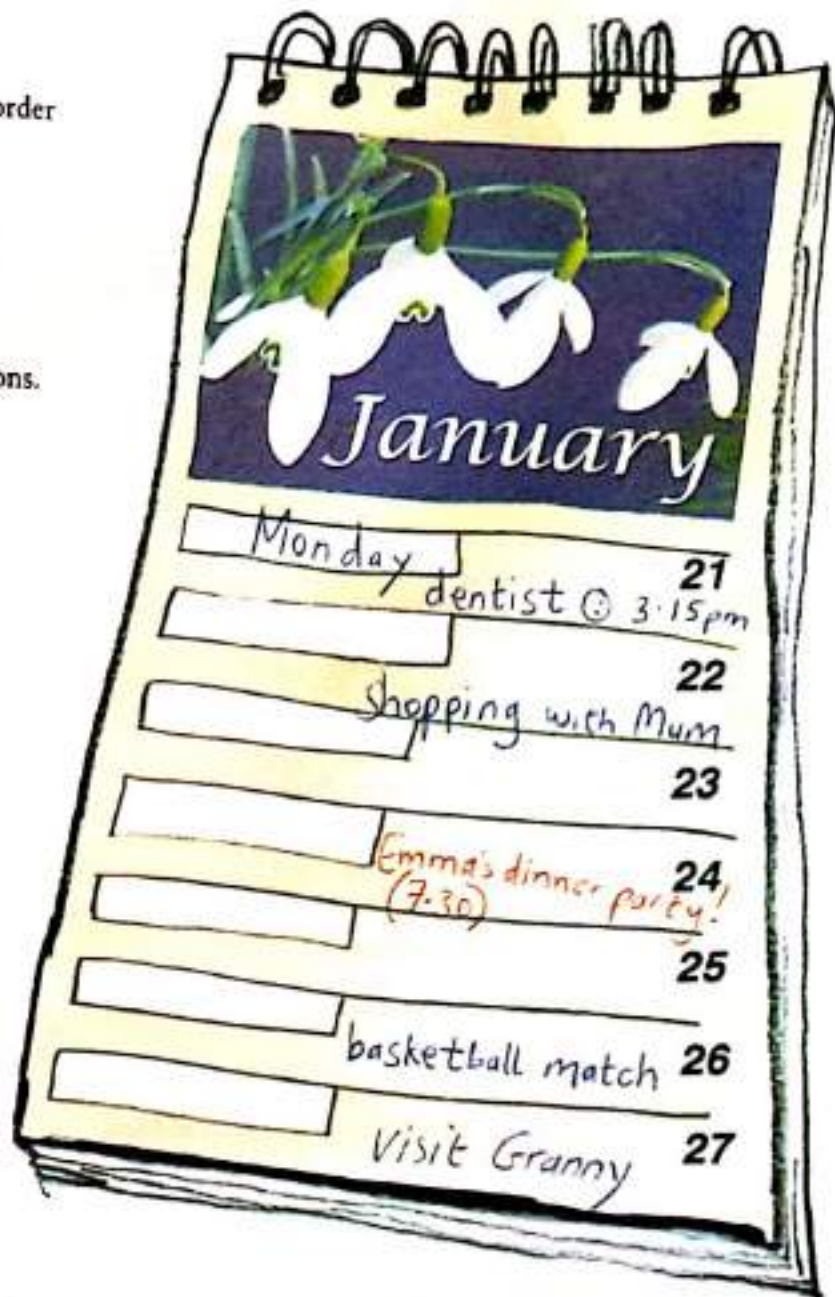 order
ons.
January
Monday
21
dentist @ 3.15pm
22
Shopping with Mum
23
24
Emma's dinner party!
(7.30)
25
basketball match 26
27
Visit Granny